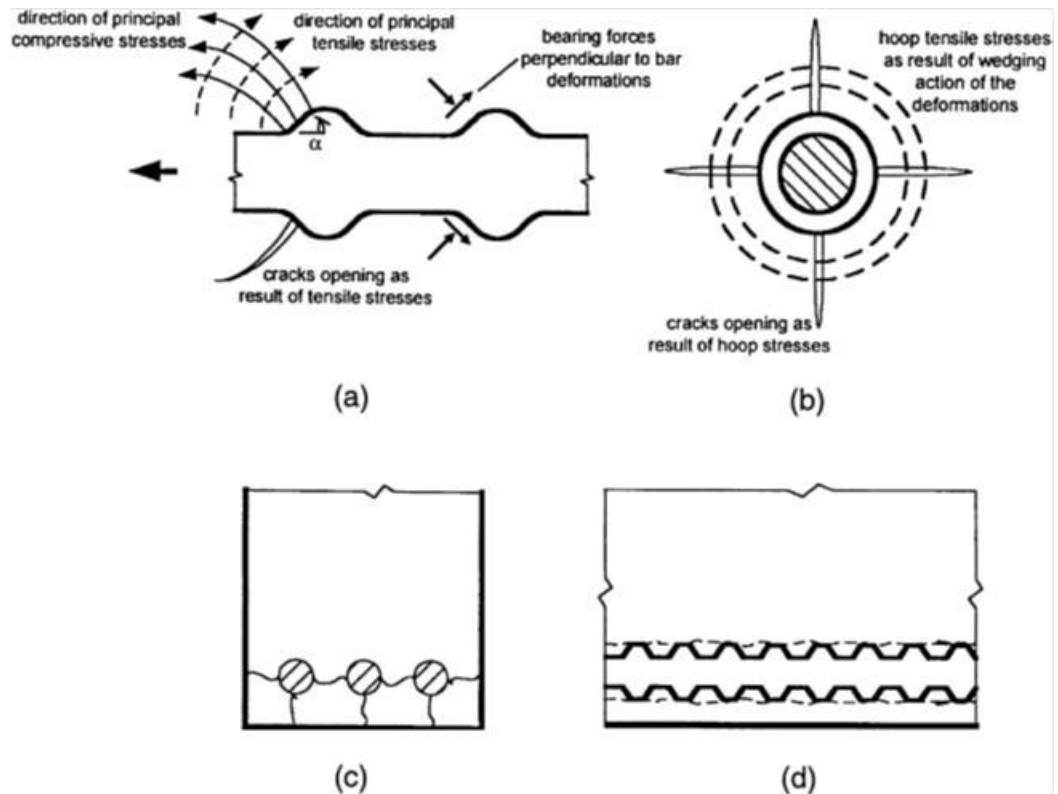 direction of principal
compressive stresses
direction of principal
tensile stresses
bearing forces
perpendicular to bar
deformations
α
cracks opening as
result of tensile stresses
(a)
hoop tensile stresses
as result of wedging
action of the
deformations
cracks opening as
result of hoop stresses
(b)
(c)
(d)